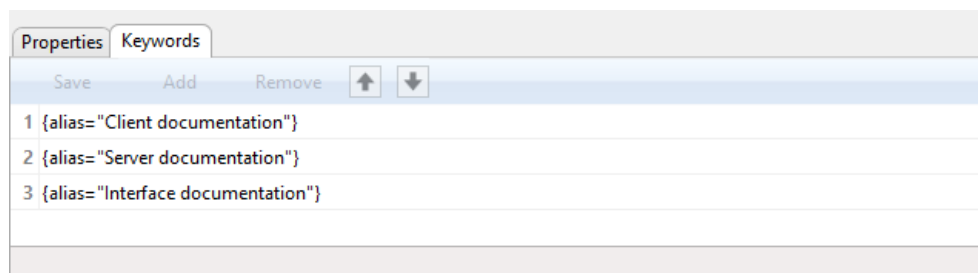 Properties Keywords
Save Add Remove
1 {alias="Client documentation"}
2 {alias="Server documentation"}
3 {alias="Interface documentation"}